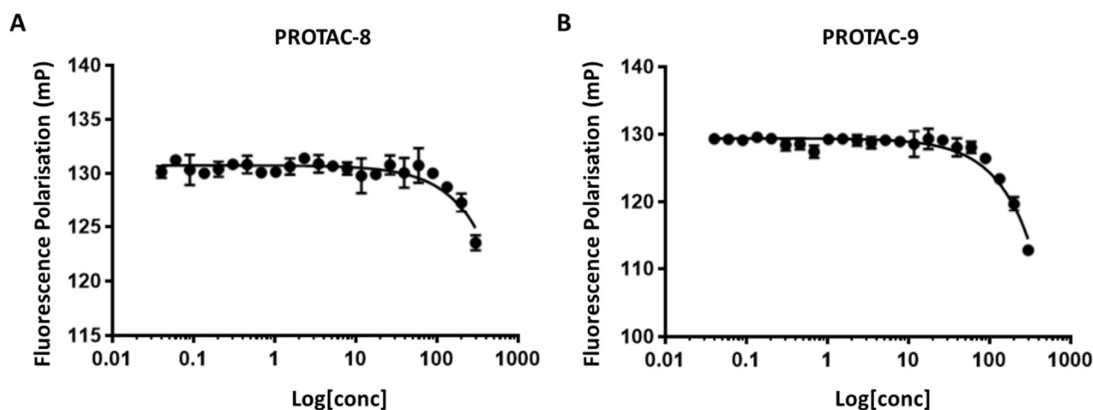 A
PROTAC-8
Fluorescence Polarisation (mP)
140
135
130
125
120
115
0.01 0.1 1 10 100 1000
Log[conc]
B
PROTAC-9
Fluorescence Polarisation (mP)
140
130
120
110
100
0.01 0.1 1 10 100 1000
Log[conc]